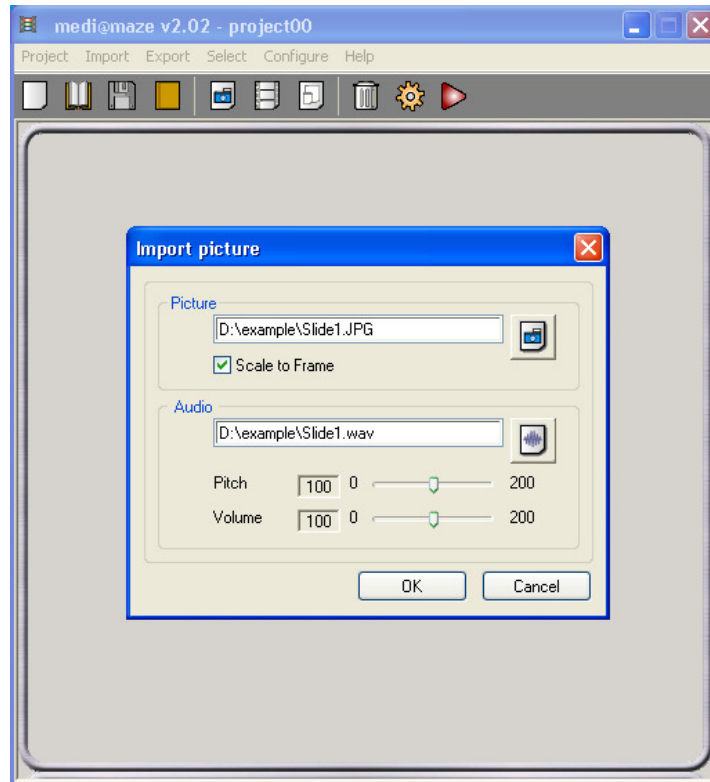 medi@maze v2.02 - project00
Project Import Export Select Configure Help
Import picture
Picture
D:\example\Slide1.JPG
Scale to Frame
Audio
D:\example\Slide1.wav
Pitch 100 0 200
Volume 100 0 200
OK Cancel